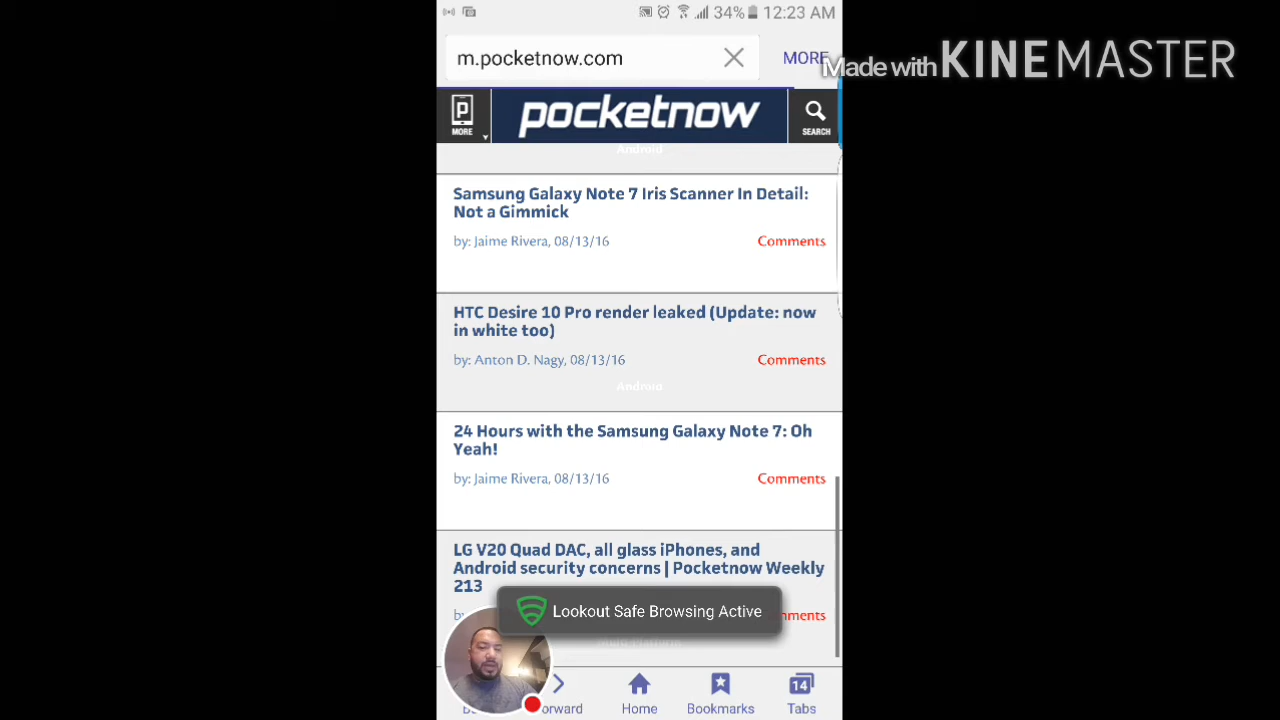 34% 12:23 AM
m.pocketnow.com
MORE
Made with KINEMASTER
P
MORE
pocketnow
SEARCH
Android
Samsung Galaxy Note 7 Iris Scanner In Detail:
Not a Gimmick
by: Jaime Rivera, 08/13/16
Comments
HTC Desire 10 Pro render leaked (Update: now
in white too)
by: Anton D. Nagy, 08/13/16
Comments
Android
24 Hours with the Samsung Galaxy Note 7: Oh
Yeah!
by: Jaime Rivera, 08/13/16
Comments
LG V20 Quad DAC, all glass iPhones, and
Android security concerns | Pocketnow Weekly
213
Lookout Safe Browsing Active
Home
Bookmarks
14
Tabs